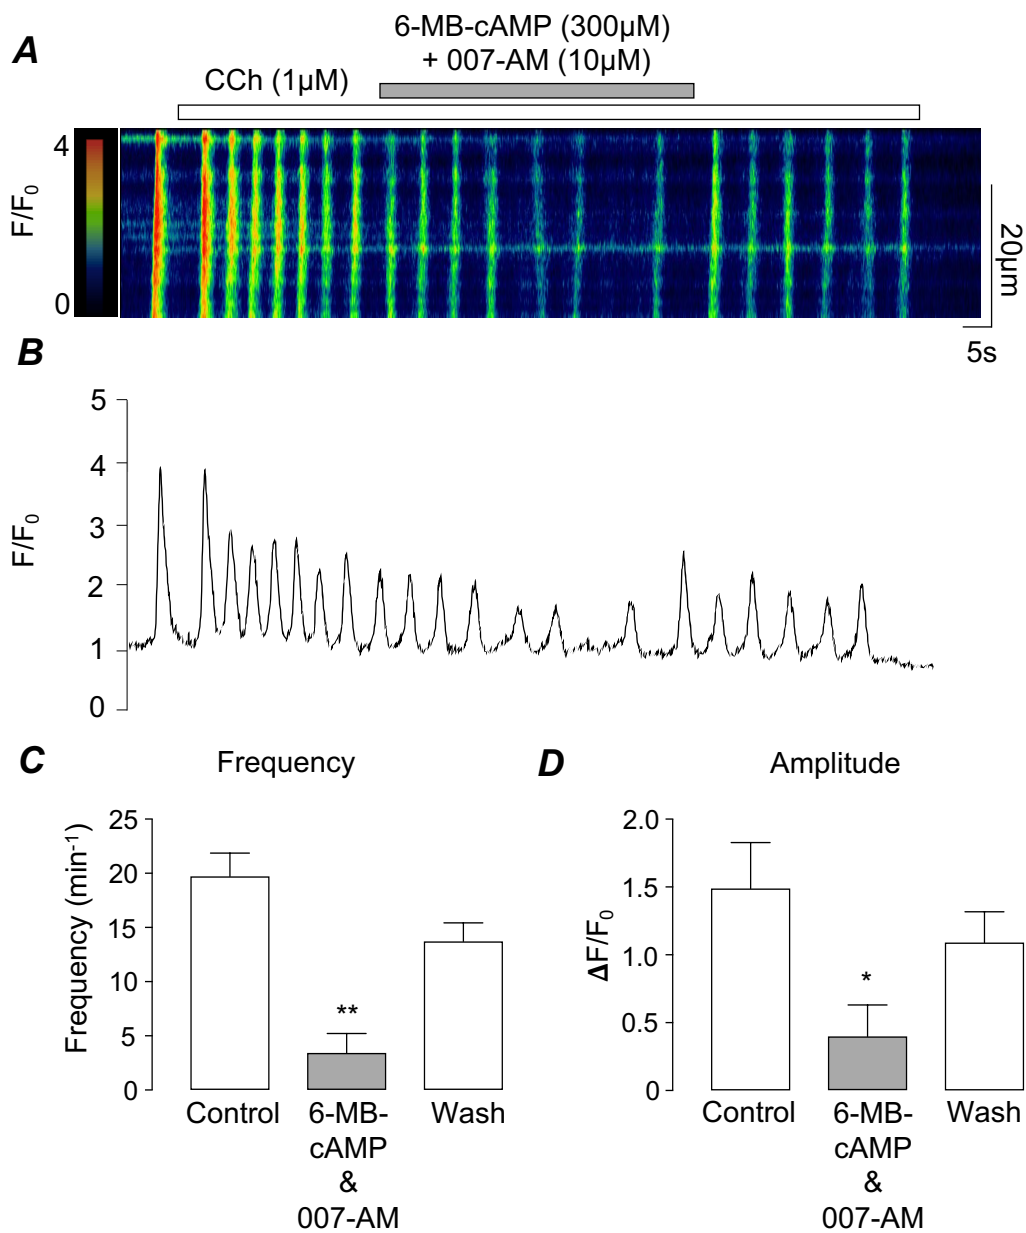 A
6-MB-cAMP (300µM)
+ 007-AM (10µM)
CCh (1µM)
4
F/F0
0
20µm
5s
B
5
4
3
2
1
0
F/F0
C
Frequency
Frequency (min-1)
25
20
15
10
5
0
**
Control
6-MB-
cAMP
&
007-AM
Wash
D
Amplitude
ΔF/F0
2.0
1.5
1.0
0.5
0
*
Control
6-MB-
cAMP
&
007-AM
Wash